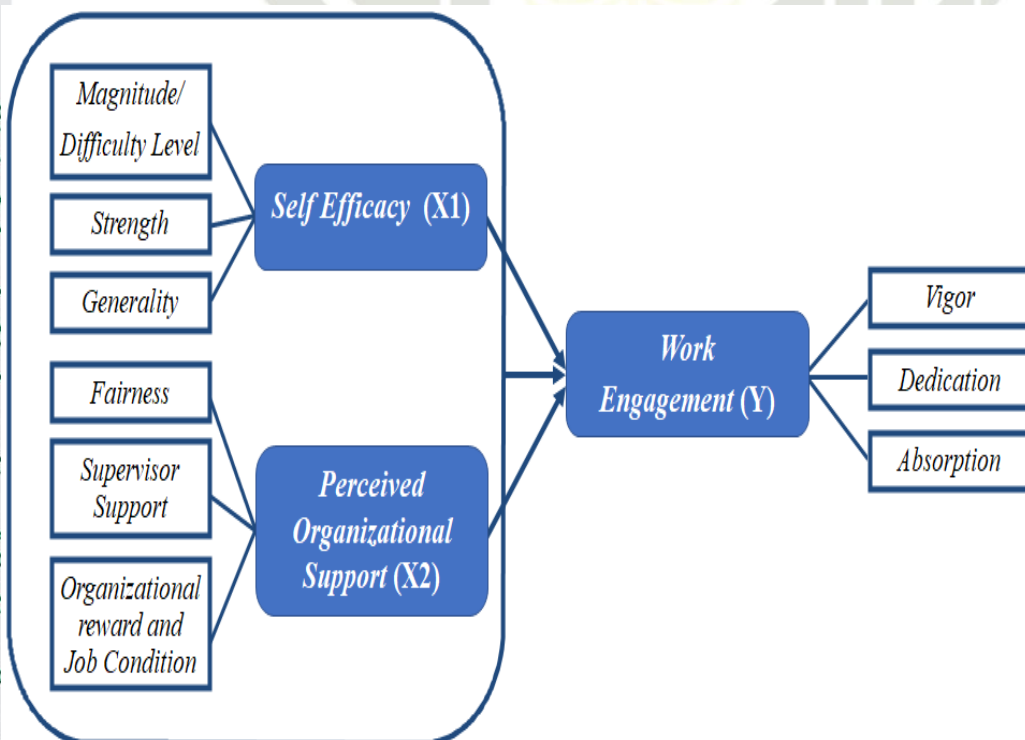 Magnitude/
Difficulty Level
Strength
Generality
Self Efficacy (X1)
Fairness
Supervisor
Support
Organizational
reward and
Job Condition
Perceived
Organizational
Support (X2)
Work
Engagement (Y)
Vigor
Dedication
Absorption